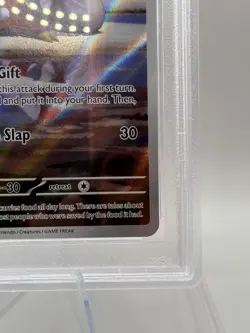 Gift
this attack during your first turn.
d and put it into your hand. Then,
Slap 30
-30 retreat
carries food all day long. There are tales about
ost people who were saved by the food it had.
ntendo / Creatures / GAME FREAK